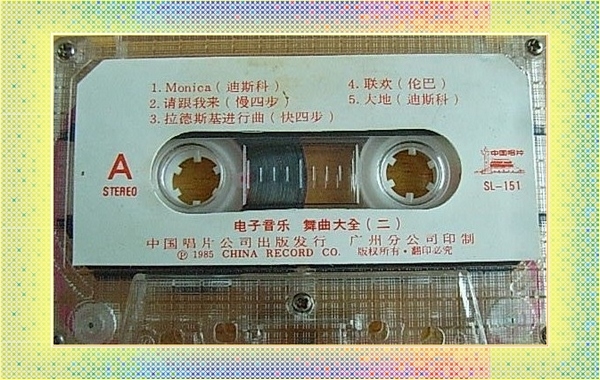 1.Monica（迪斯科）
2.请跟我来（慢四步）
3.拉德斯基进行曲（快四步）
4.联欢（伦巴）
5.大地（迪斯科）
A
STEREO
中国唱片
SL-151
电子音乐 舞曲大全（二）
中国唱片公司出版发行 广州分公司印制
Ⓟ 1985 CHINA RECORD CO. 版权所有·翻印必究